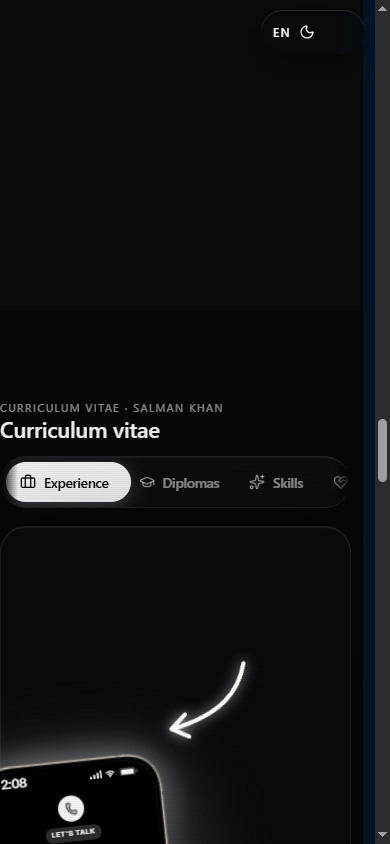 EN
CURRICULUM VITAE · SALMAN KHAN
Curriculum vitae
Experience Diplomas Skills
2:08
LET'S TALK